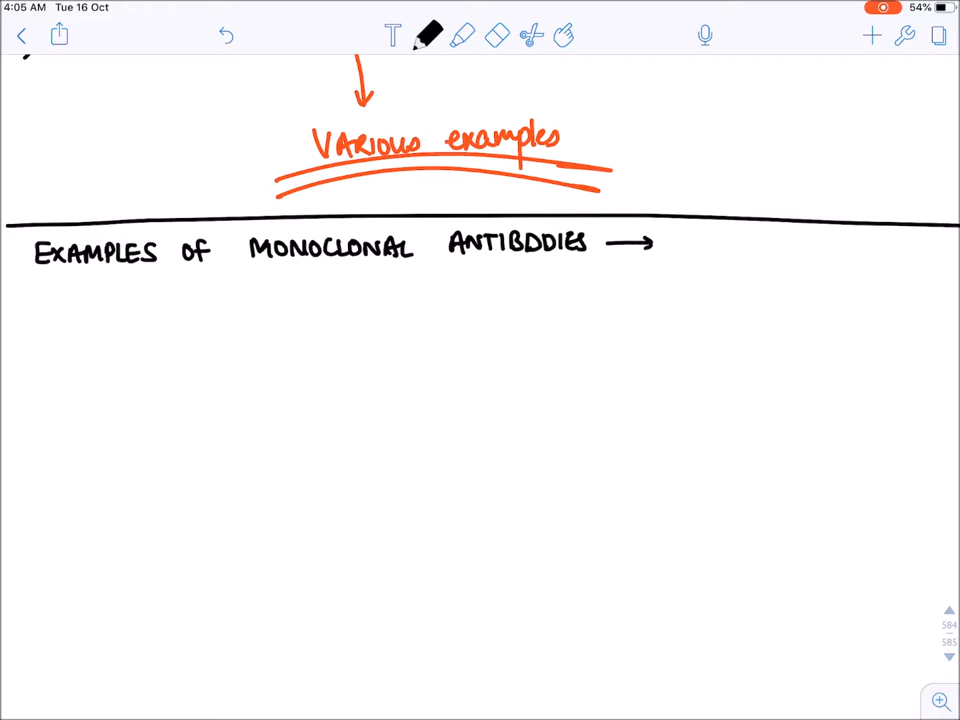 4:05 AM Tue 16 Oct 54%
T
VARIOUS examples
EXAMPLES OF MONOCLONAL ANTIBODIES →
584
585